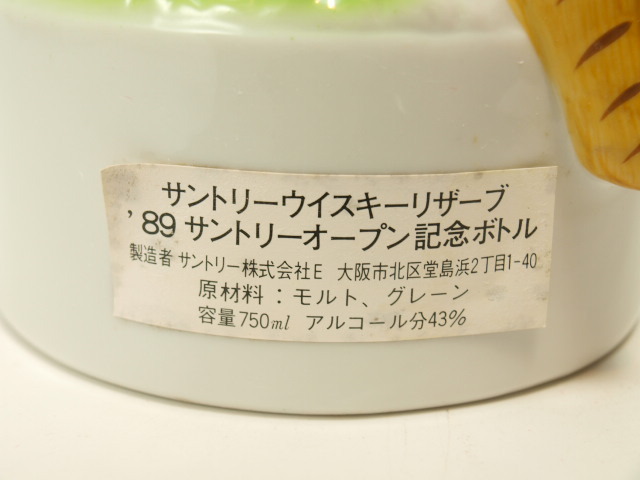 サントリーウイスキーリザーブ
'89 サントリーオープン記念ボトル
製造者 サントリー株式会社E 大阪市北区堂島浜2丁目1-40
原材料：モルト、グレーン
容量750ml アルコール分43%